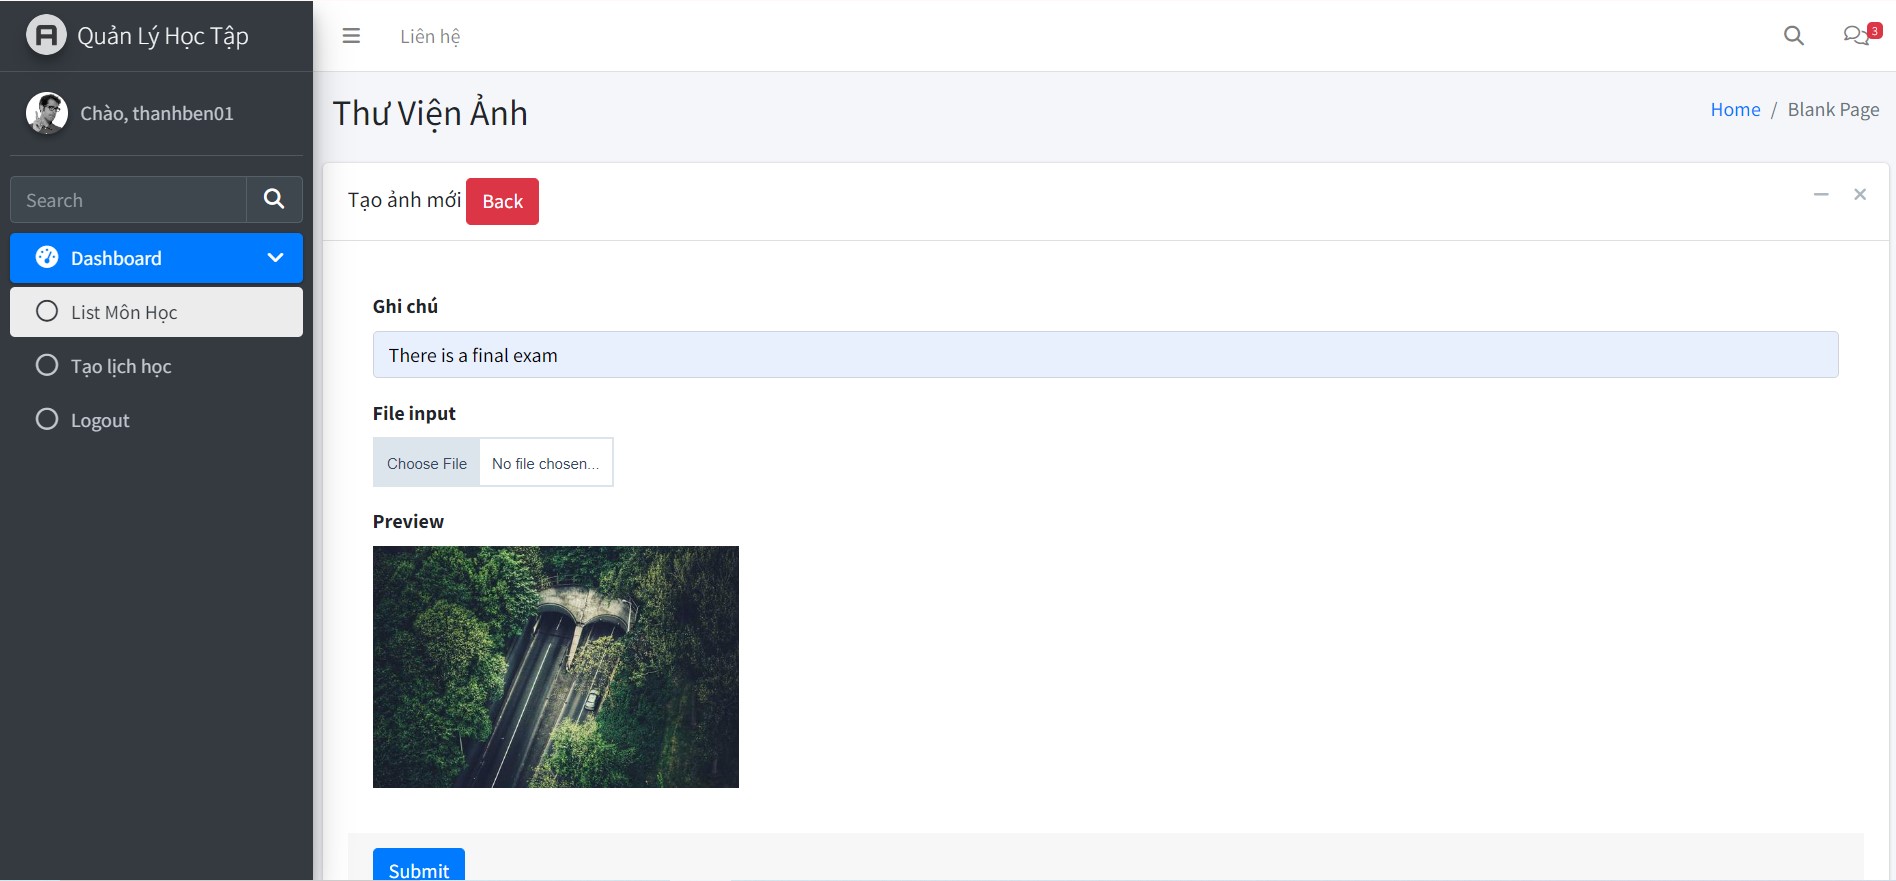 Quản Lý Học Tập
Liên hệ
3
Chào, thanhben01
Thư Viện Ảnh
Home / Blank Page
Search
Dashboard
List Môn Học
Tạo lịch học
Logout
Tạo ảnh mới Back
Ghi chú
There is a final exam
File input
Choose File No file chosen...
Preview
Submit